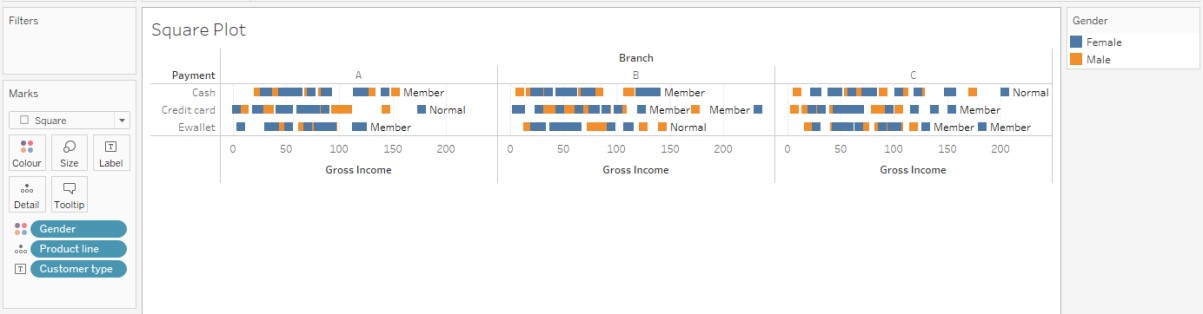 Filters
Marks
Square
Colour Size Label
Detail Tooltip
Gender
Product line
Customer type
Square Plot
Branch
Payment A B C
Cash Member Member Normal
Credit card Normal Member Member Member
Ewallet Member Normal Member Member
0 50 100 150 200 0 50 100 150 200 0 50 100 150 200
Gross Income Gross Income Gross Income
Gender
Female
Male